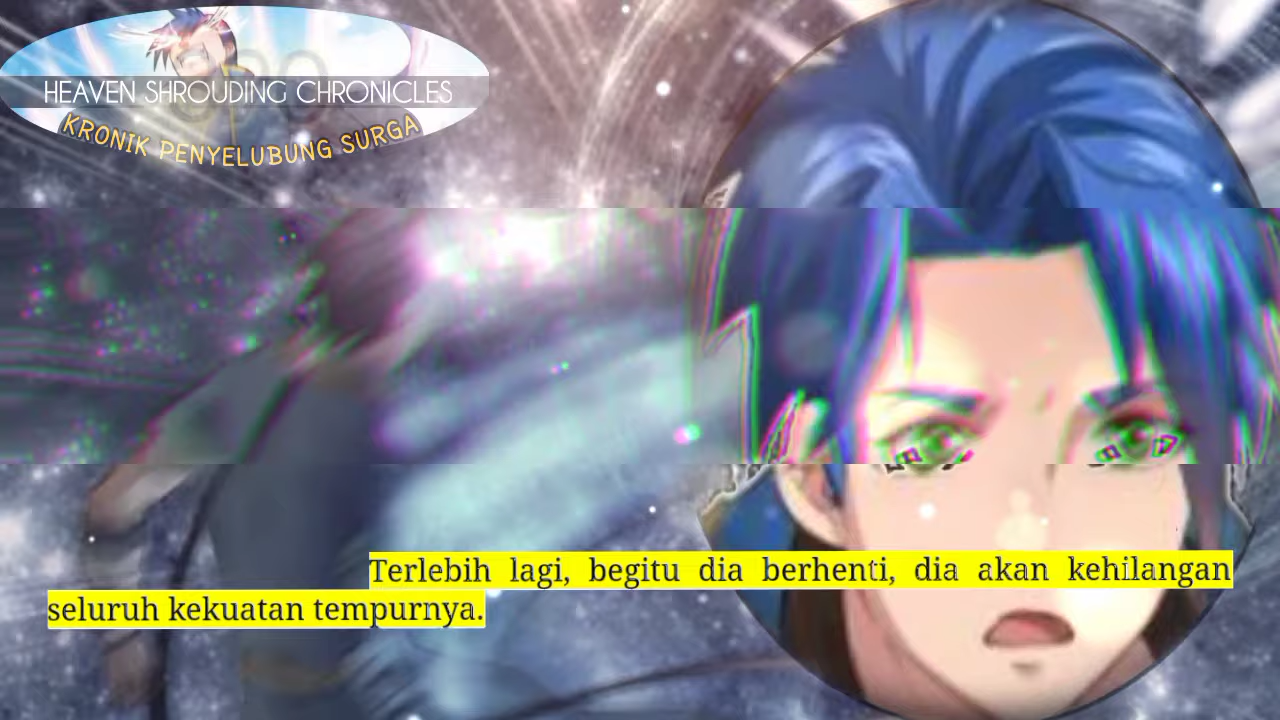 HEAVEN SHROUDING CHRONICLES
KRONIK PENYELUBUNG SURGA
Terlebih lagi, begitu dia berhenti, dia akan kehilangan
seluruh kekuatan tempurnya.